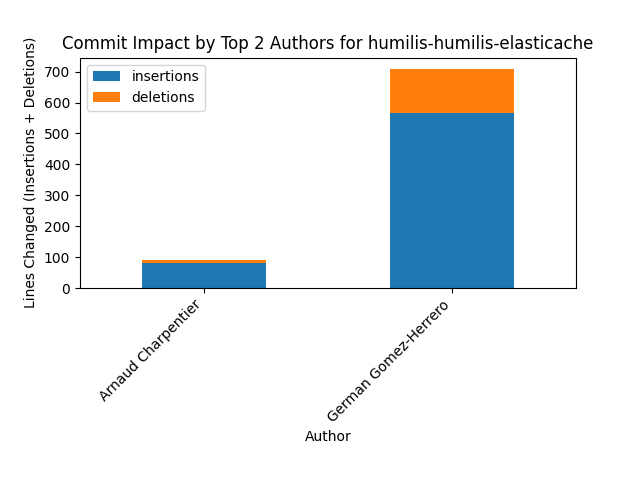 Commit Impact by Top 2 Authors for humilis-humilis-elasticache
insertions
deletions
Lines Changed (Insertions + Deletions)
700
600
500
400
300
200
100
0
Arnaud Charpentier
German Gomez-Herrero
Author